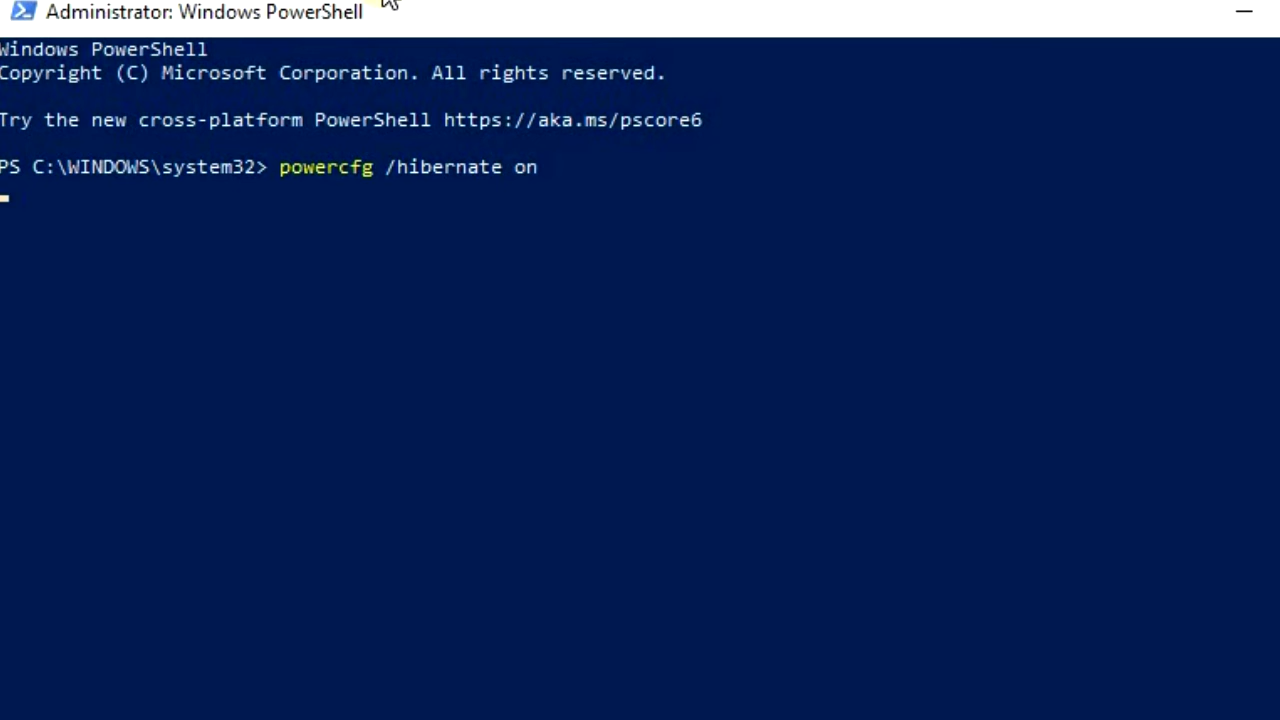 Administrator: Windows PowerShell
Windows PowerShell
Copyright (C) Microsoft Corporation. All rights reserved.
Try the new cross-platform PowerShell https://aka.ms/pscore6
PS C:\WINDOWS\system32> powercfg /hibernate on